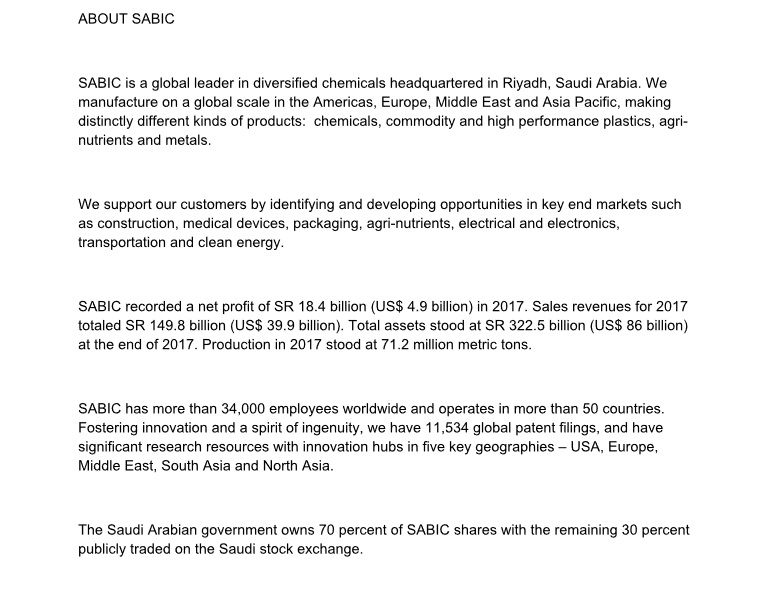 ABOUT SABIC
SABIC is a global leader in diversified chemicals headquartered in Riyadh, Saudi Arabia. We
manufacture on a global scale in the Americas, Europe, Middle East and Asia Pacific, making
distinctly different kinds of products:  chemicals, commodity and high performance plastics, agri-
nutrients and metals.
We support our customers by identifying and developing opportunities in key end markets such
as construction, medical devices, packaging, agri-nutrients, electrical and electronics,
transportation and clean energy.
SABIC recorded a net profit of SR 18.4 billion (US$ 4.9 billion) in 2017. Sales revenues for 2017
totaled SR 149.8 billion (US$ 39.9 billion). Total assets stood at SR 322.5 billion (US$ 86 billion)
at the end of 2017. Production in 2017 stood at 71.2 million metric tons.
SABIC has more than 34,000 employees worldwide and operates in more than 50 countries.
Fostering innovation and a spirit of ingenuity, we have 11,534 global patent filings, and have
significant research resources with innovation hubs in five key geographies – USA, Europe,
Middle East, South Asia and North Asia.
The Saudi Arabian government owns 70 percent of SABIC shares with the remaining 30 percent
publicly traded on the Saudi stock exchange.